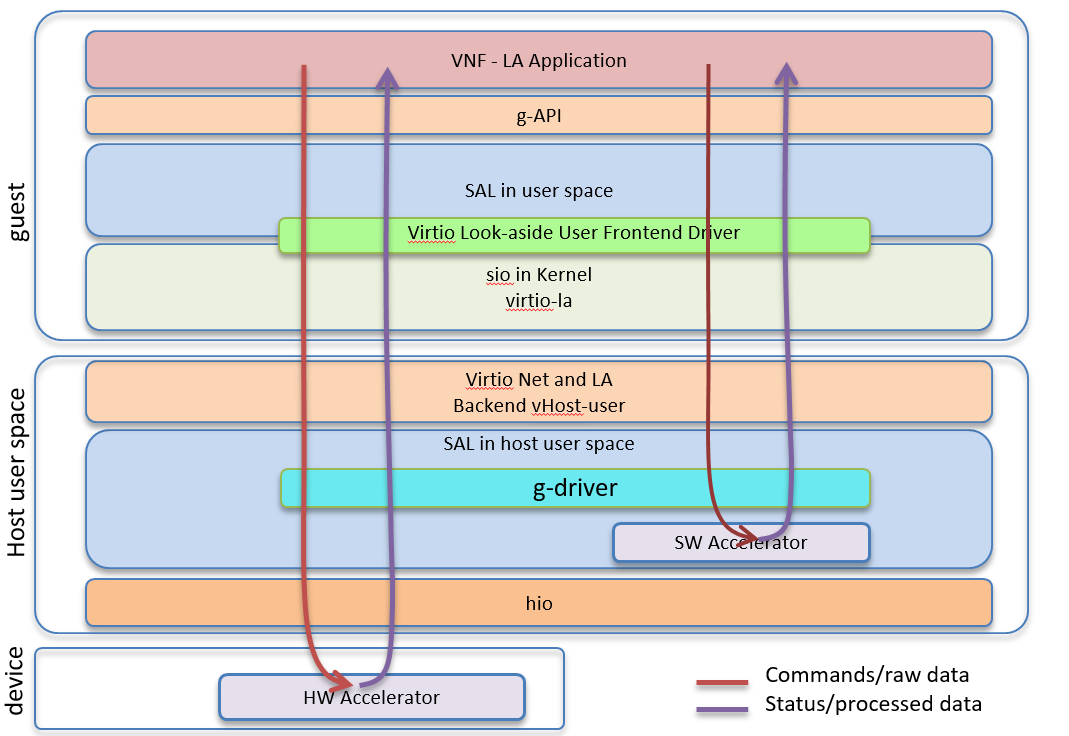 VNF - LA Application
g-API
SAL in user space
Virtio Look-aside User Frontend Driver
sio in Kernel
virtio-la
guest
Virtio Net and LA
Backend vHost-user
SAL in host user space
g-driver
SW Accelerator
hio
Host user space
device
HW Accelerator
Commands/raw data
Status/processed data